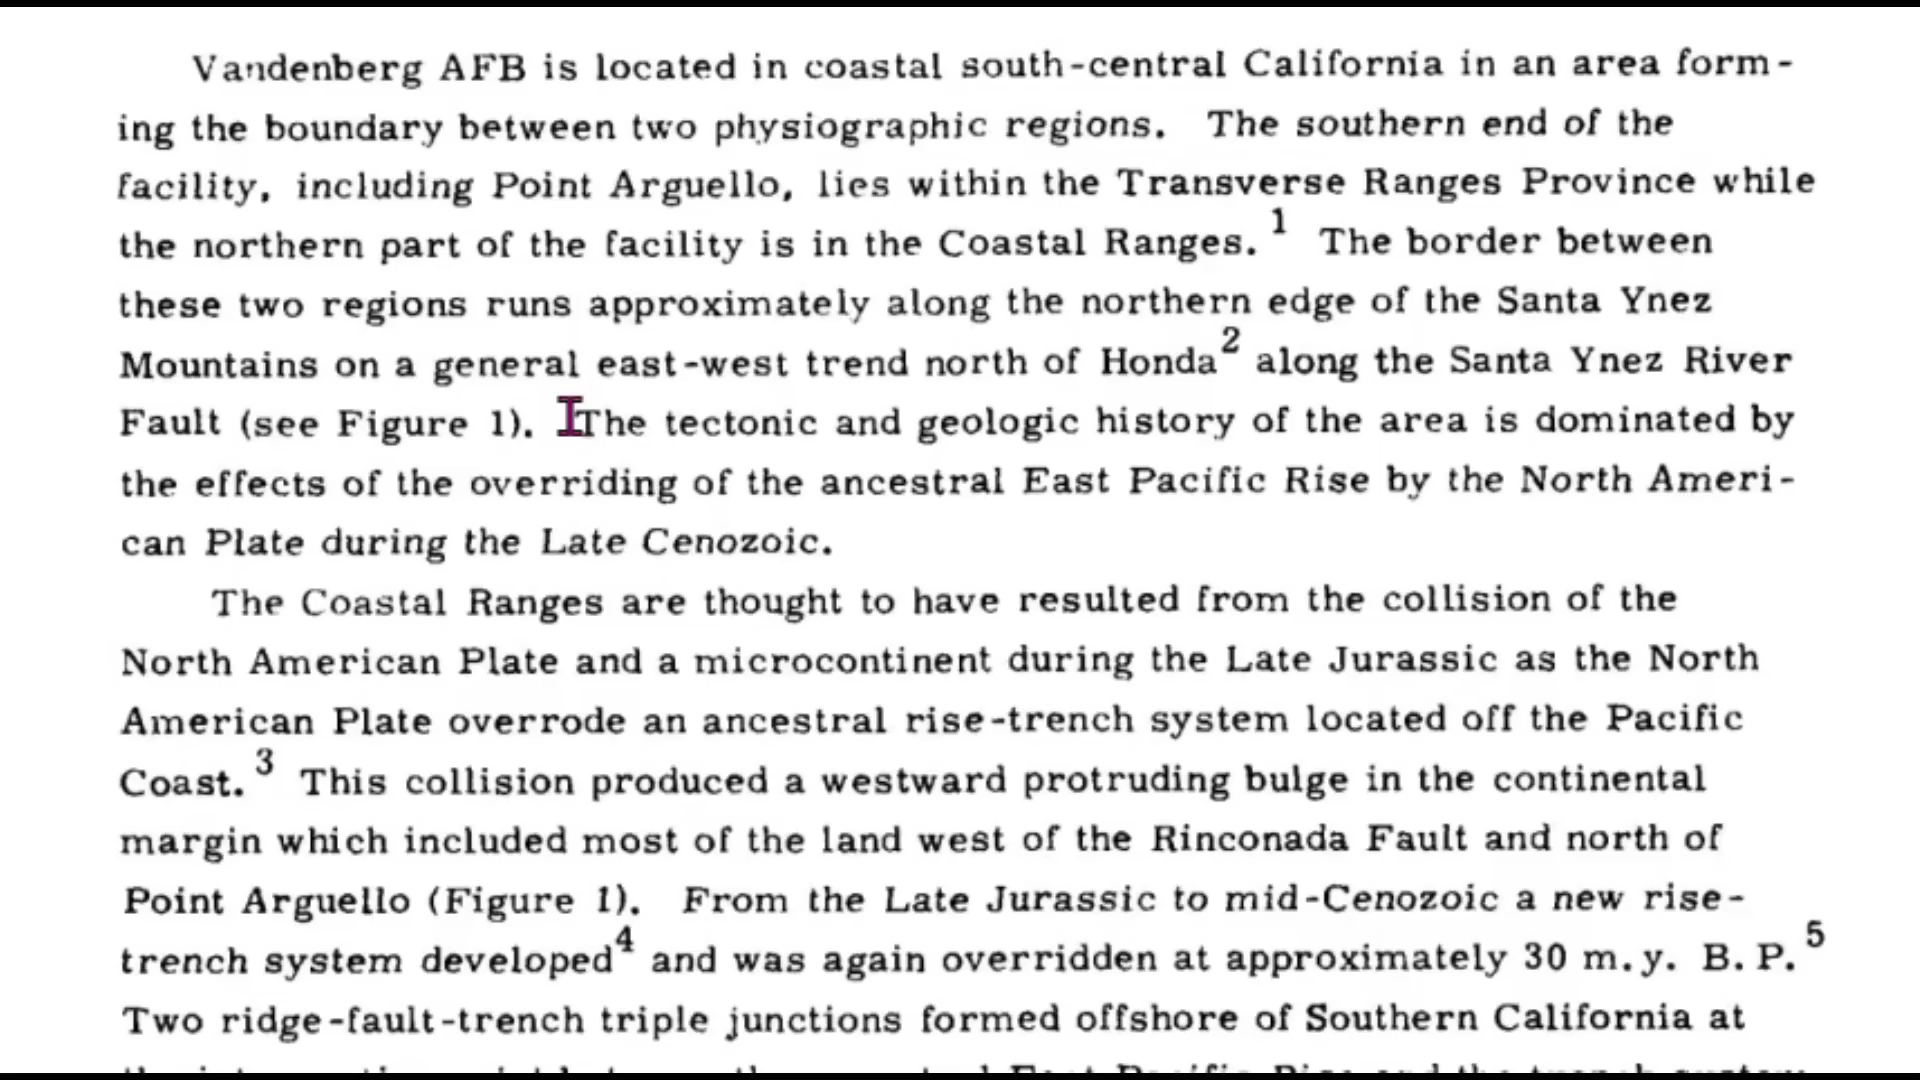 Vandenberg AFB is located in coastal south-central California in an area form-
ing the boundary between two physiographic regions. The southern end of the
facility, including Point Arguello, lies within the Transverse Ranges Province while
the northern part of the facility is in the Coastal Ranges.1 The border between
these two regions runs approximately along the northern edge of the Santa Ynez
Mountains on a general east-west trend north of Honda2 along the Santa Ynez River
Fault (see Figure 1). The tectonic and geologic history of the area is dominated by
the effects of the overriding of the ancestral East Pacific Rise by the North Ameri-
can Plate during the Late Cenozoic.
The Coastal Ranges are thought to have resulted from the collision of the
North American Plate and a microcontinent during the Late Jurassic as the North
American Plate overrode an ancestral rise-trench system located off the Pacific
Coast.3 This collision produced a westward protruding bulge in the continental
margin which included most of the land west of the Rinconada Fault and north of
Point Arguello (Figure 1). From the Late Jurassic to mid-Cenozoic a new rise-
trench system developed4 and was again overridden at approximately 30 m.y. B.P.5
Two ridge-fault-trench triple junctions formed offshore of Southern California at